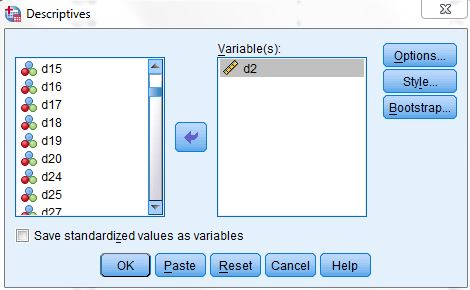 Descriptives
d15
d16
d17
d18
d19
d20
d24
d25
d27
Variable(s):
d2
Options...
Style...
Bootstrap...
Save standardized values as variables
OK
Paste
Reset
Cancel
Help